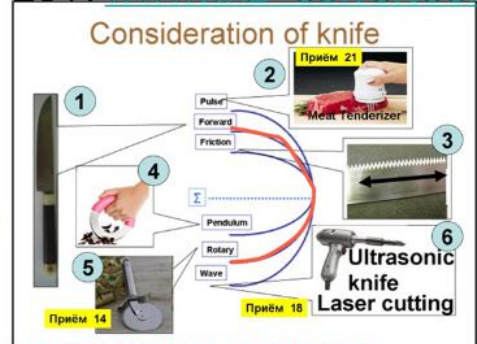 Consideration of knife
Приём 21
2
1
Pulse
Meat Tenderizer
Forward
3
Friction
4
Σ
Pendulum
6
Rotary
5
Wave
Ultrasonic
knife
Laser cutting
Приём 18
Приём 14